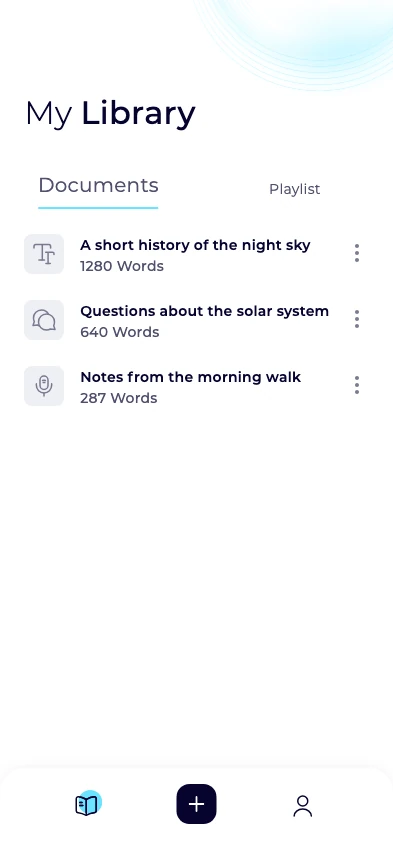 My Library
Documents
Playlist
A short history of the night sky
1280 Words
Questions about the solar system
640 Words
Notes from the morning walk
287 Words